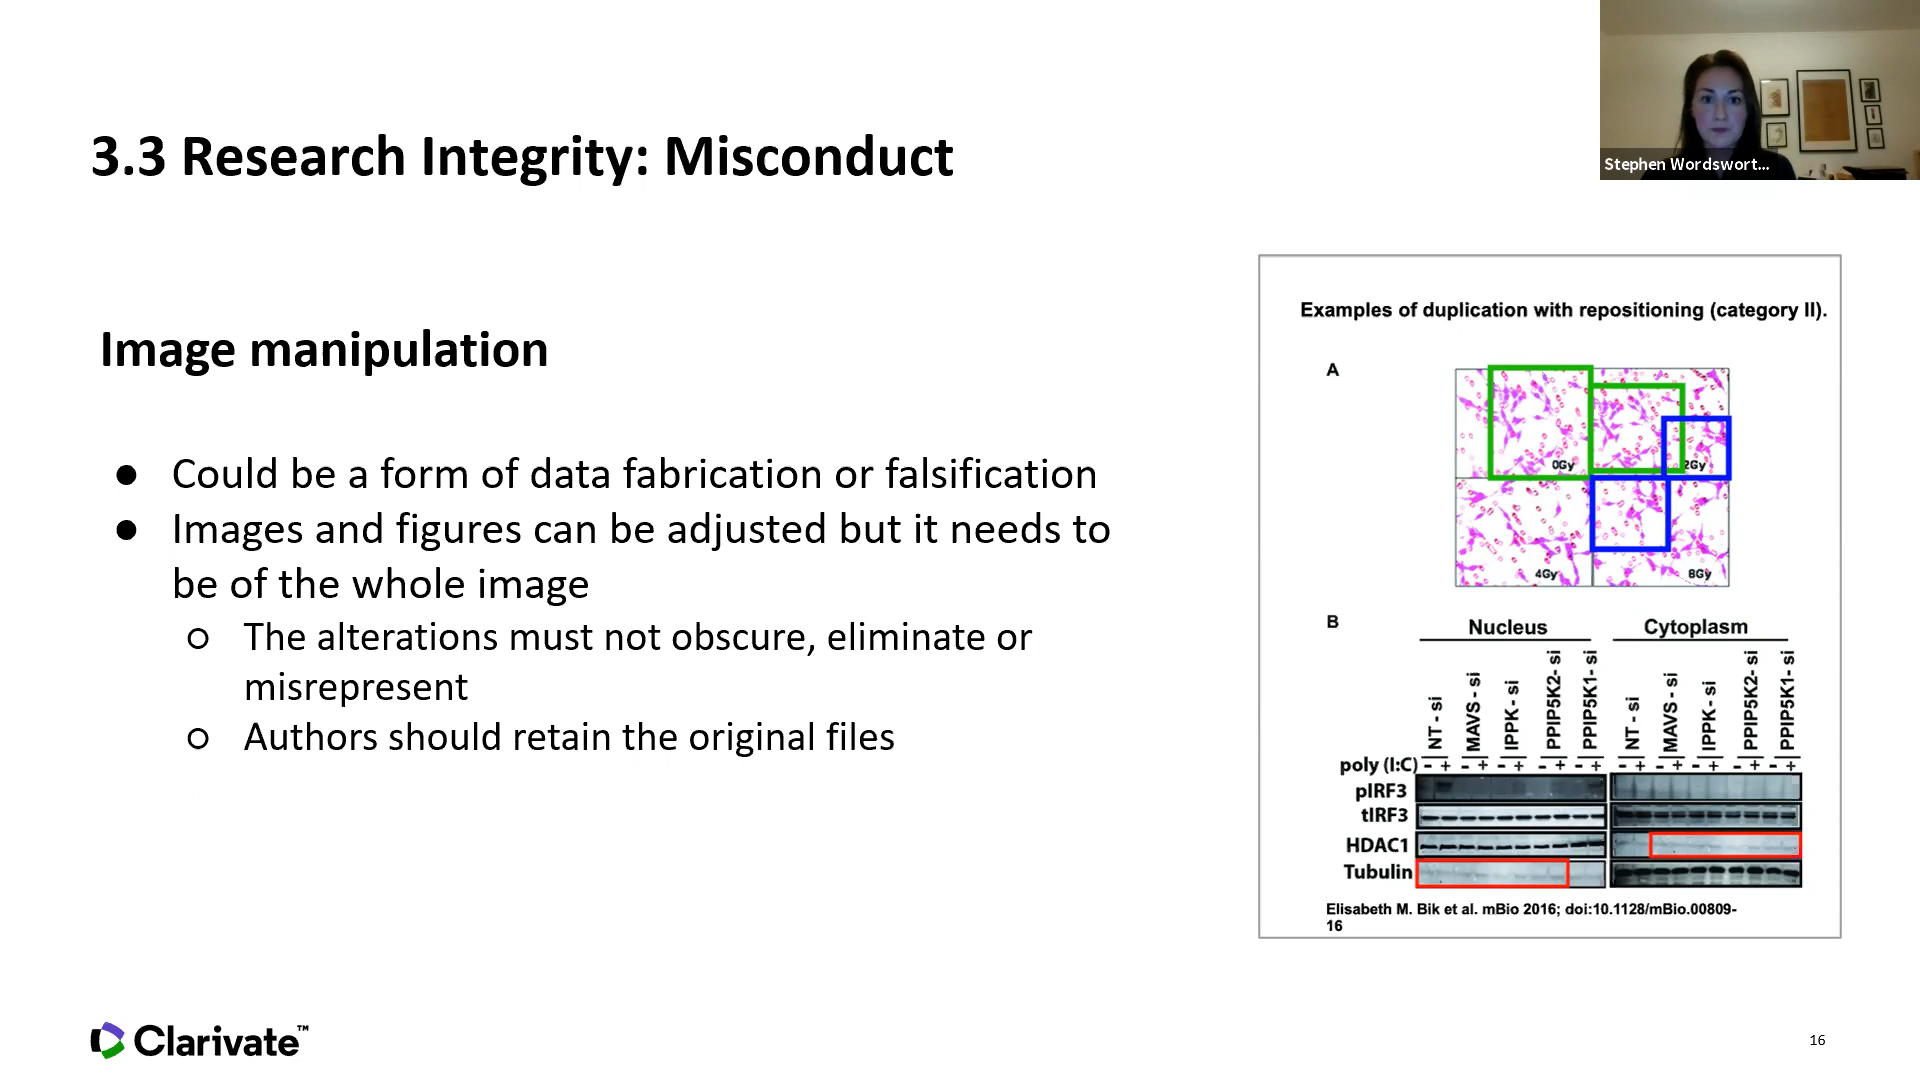 3.3 Research Integrity: Misconduct
Stephen Wordswort...
Image manipulation
● Could be a form of data fabrication or falsification
● Images and figures can be adjusted but it needs to
be of the whole image
○ The alterations must not obscure, eliminate or
misrepresent
○ Authors should retain the original files
Examples of duplication with repositioning (category II).
A
0Gy
2Gy
4Gy
8Gy
B
Nucleus Cytoplasm
NT - si MAVS - si IPPK - si PPIP5K2- si PPIP5K1- si NT - si MAVS - si IPPK - si PPIP5K2- si PPIP5K1- si
poly (I:C) - + - + - + - + - + - + - + - + - + - +
pIRF3
tIRF3
HDAC1
Tubulin
Elisabeth M. Bik et al. mBio 2016; doi:10.1128/mBio.00809-
16
Clarivate™
16